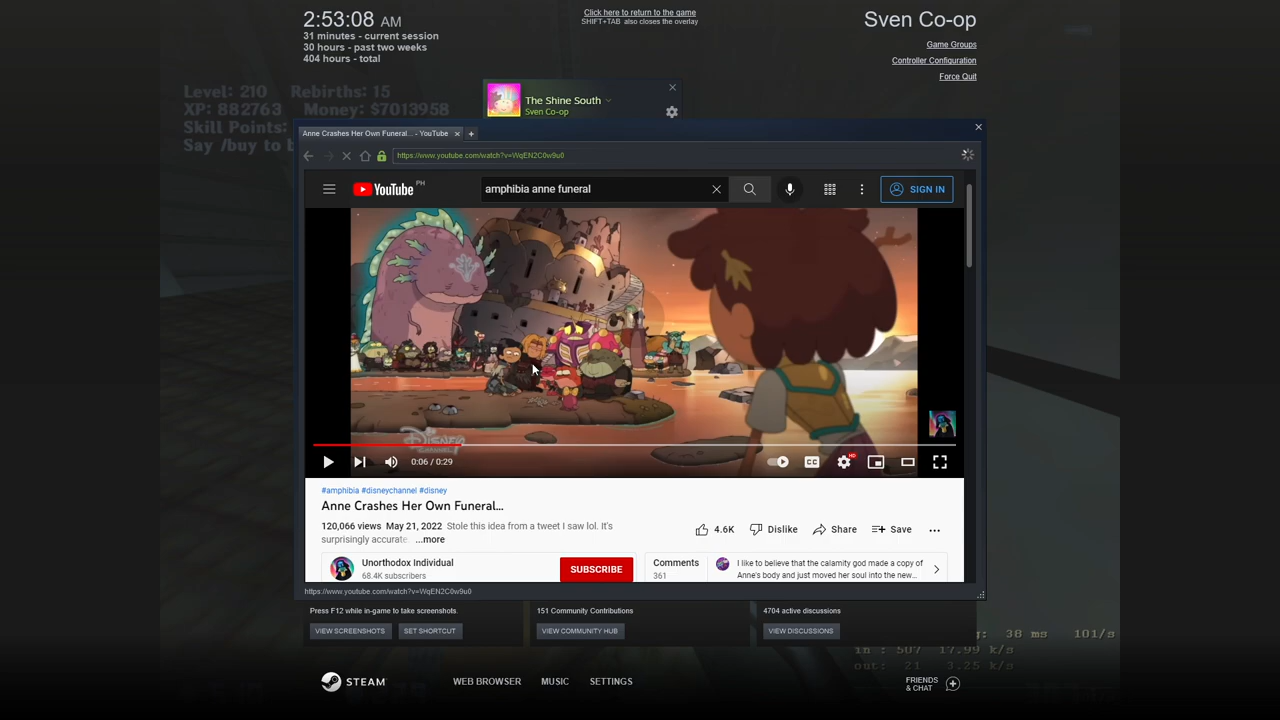 2:53:08 AM
31 minutes - current session
30 hours - past two weeks
404 hours - total
Click here to return to the game
SHIFT+TAB also closes the overlay
Sven Co-op
Game Groups
Controller Configuration
Force Quit
Level: 210 Rebirths: 15
XP: 882763 Money: $7013958
Skill Points:
Say /buy to b
The Shine South
Sven Co-op
Anne Crashes Her Own Funeral... - YouTube
https://www.youtube.com/watch?v=WqEN2C0w9u0
YouTube PH
amphibia anne funeral
SIGN IN
Disney
0:06 / 0:29
CC
HD
#amphibia #disneychannel #disney
Anne Crashes Her Own Funeral...
120,066 views May 21, 2022 Stole this idea from a tweet I saw lol. It's
surprisingly accurate. ...more
4.6K Dislike Share Save
Unorthodox Individual
68.4K subscribers
SUBSCRIBE
Comments
361
I like to believe that the calamity god made a copy of
Anne's body and just moved her soul into the new...
https://www.youtube.com/watch?v=WqEN2C0w9u0
Press F12 while in-game to take screenshots.
VIEW SCREENSHOTS SET SHORTCUT
151 Community Contributions
VIEW COMMUNITY HUB
4704 active discussions
VIEW DISCUSSIONS
g: 38 ms 101/s
in : 507 17.99 k/s
out: 21 3.25 k/s
STEAM
WEB BROWSER MUSIC SETTINGS
FRIENDS
& CHAT